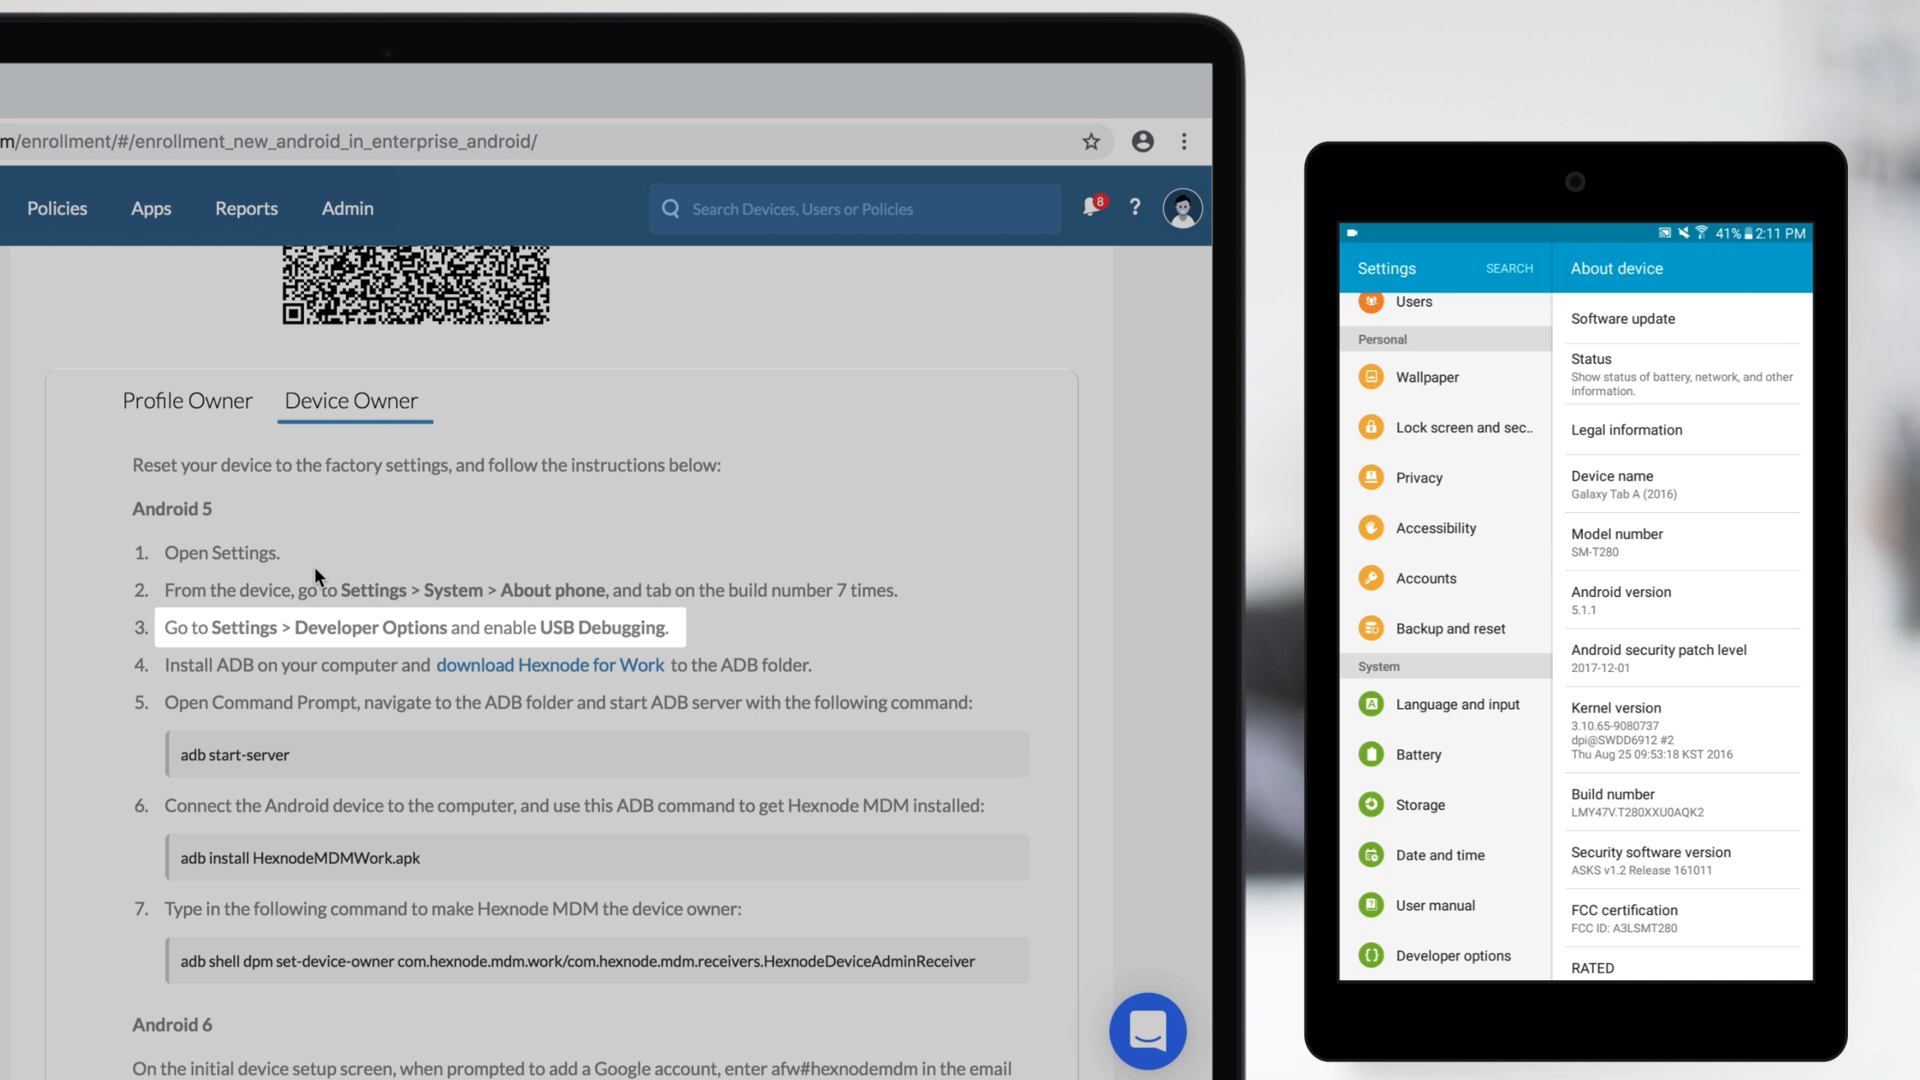 m/enrollment/#/enrollment_new_android_in_enterprise_android/
Policies
Apps
Reports
Admin
Search Devices, Users or Policies
8
?
Profile Owner
Device Owner
Reset your device to the factory settings, and follow the instructions below:
Android 5
1. Open Settings.
2. From the device, go to Settings > System > About phone, and tab on the build number 7 times.
3. Go to Settings > Developer Options and enable USB Debugging.
4. Install ADB on your computer and download Hexnode for Work to the ADB folder.
5. Open Command Prompt, navigate to the ADB folder and start ADB server with the following command:
adb start-server
6. Connect the Android device to the computer, and use this ADB command to get Hexnode MDM installed:
adb install HexnodeMDMWork.apk
7. Type in the following command to make Hexnode MDM the device owner:
adb shell dpm set-device-owner com.hexnode.mdm.work/com.hexnode.mdm.receivers.HexnodeDeviceAdminReceiver
Android 6
On the initial device setup screen, when prompted to add a Google account, enter afw#hexnodemdm in the email
41% 2:11 PM
Settings
SEARCH
Users
Personal
Wallpaper
Lock screen and sec..
Privacy
Accessibility
Accounts
Backup and reset
System
Language and input
Battery
Storage
Date and time
User manual
Developer options
About device
Software update
Status
Show status of battery, network, and other
information.
Legal information
Device name
Galaxy Tab A (2016)
Model number
SM-T280
Android version
5.1.1
Android security patch level
2017-12-01
Kernel version
3.10.65-9080737
dpi@SWDD6912 #2
Thu Aug 25 09:53:18 KST 2016
Build number
LMY47V.T280XXU0AQK2
Security software version
ASKS v1.2 Release 161011
FCC certification
FCC ID: A3LSMT280
RATED